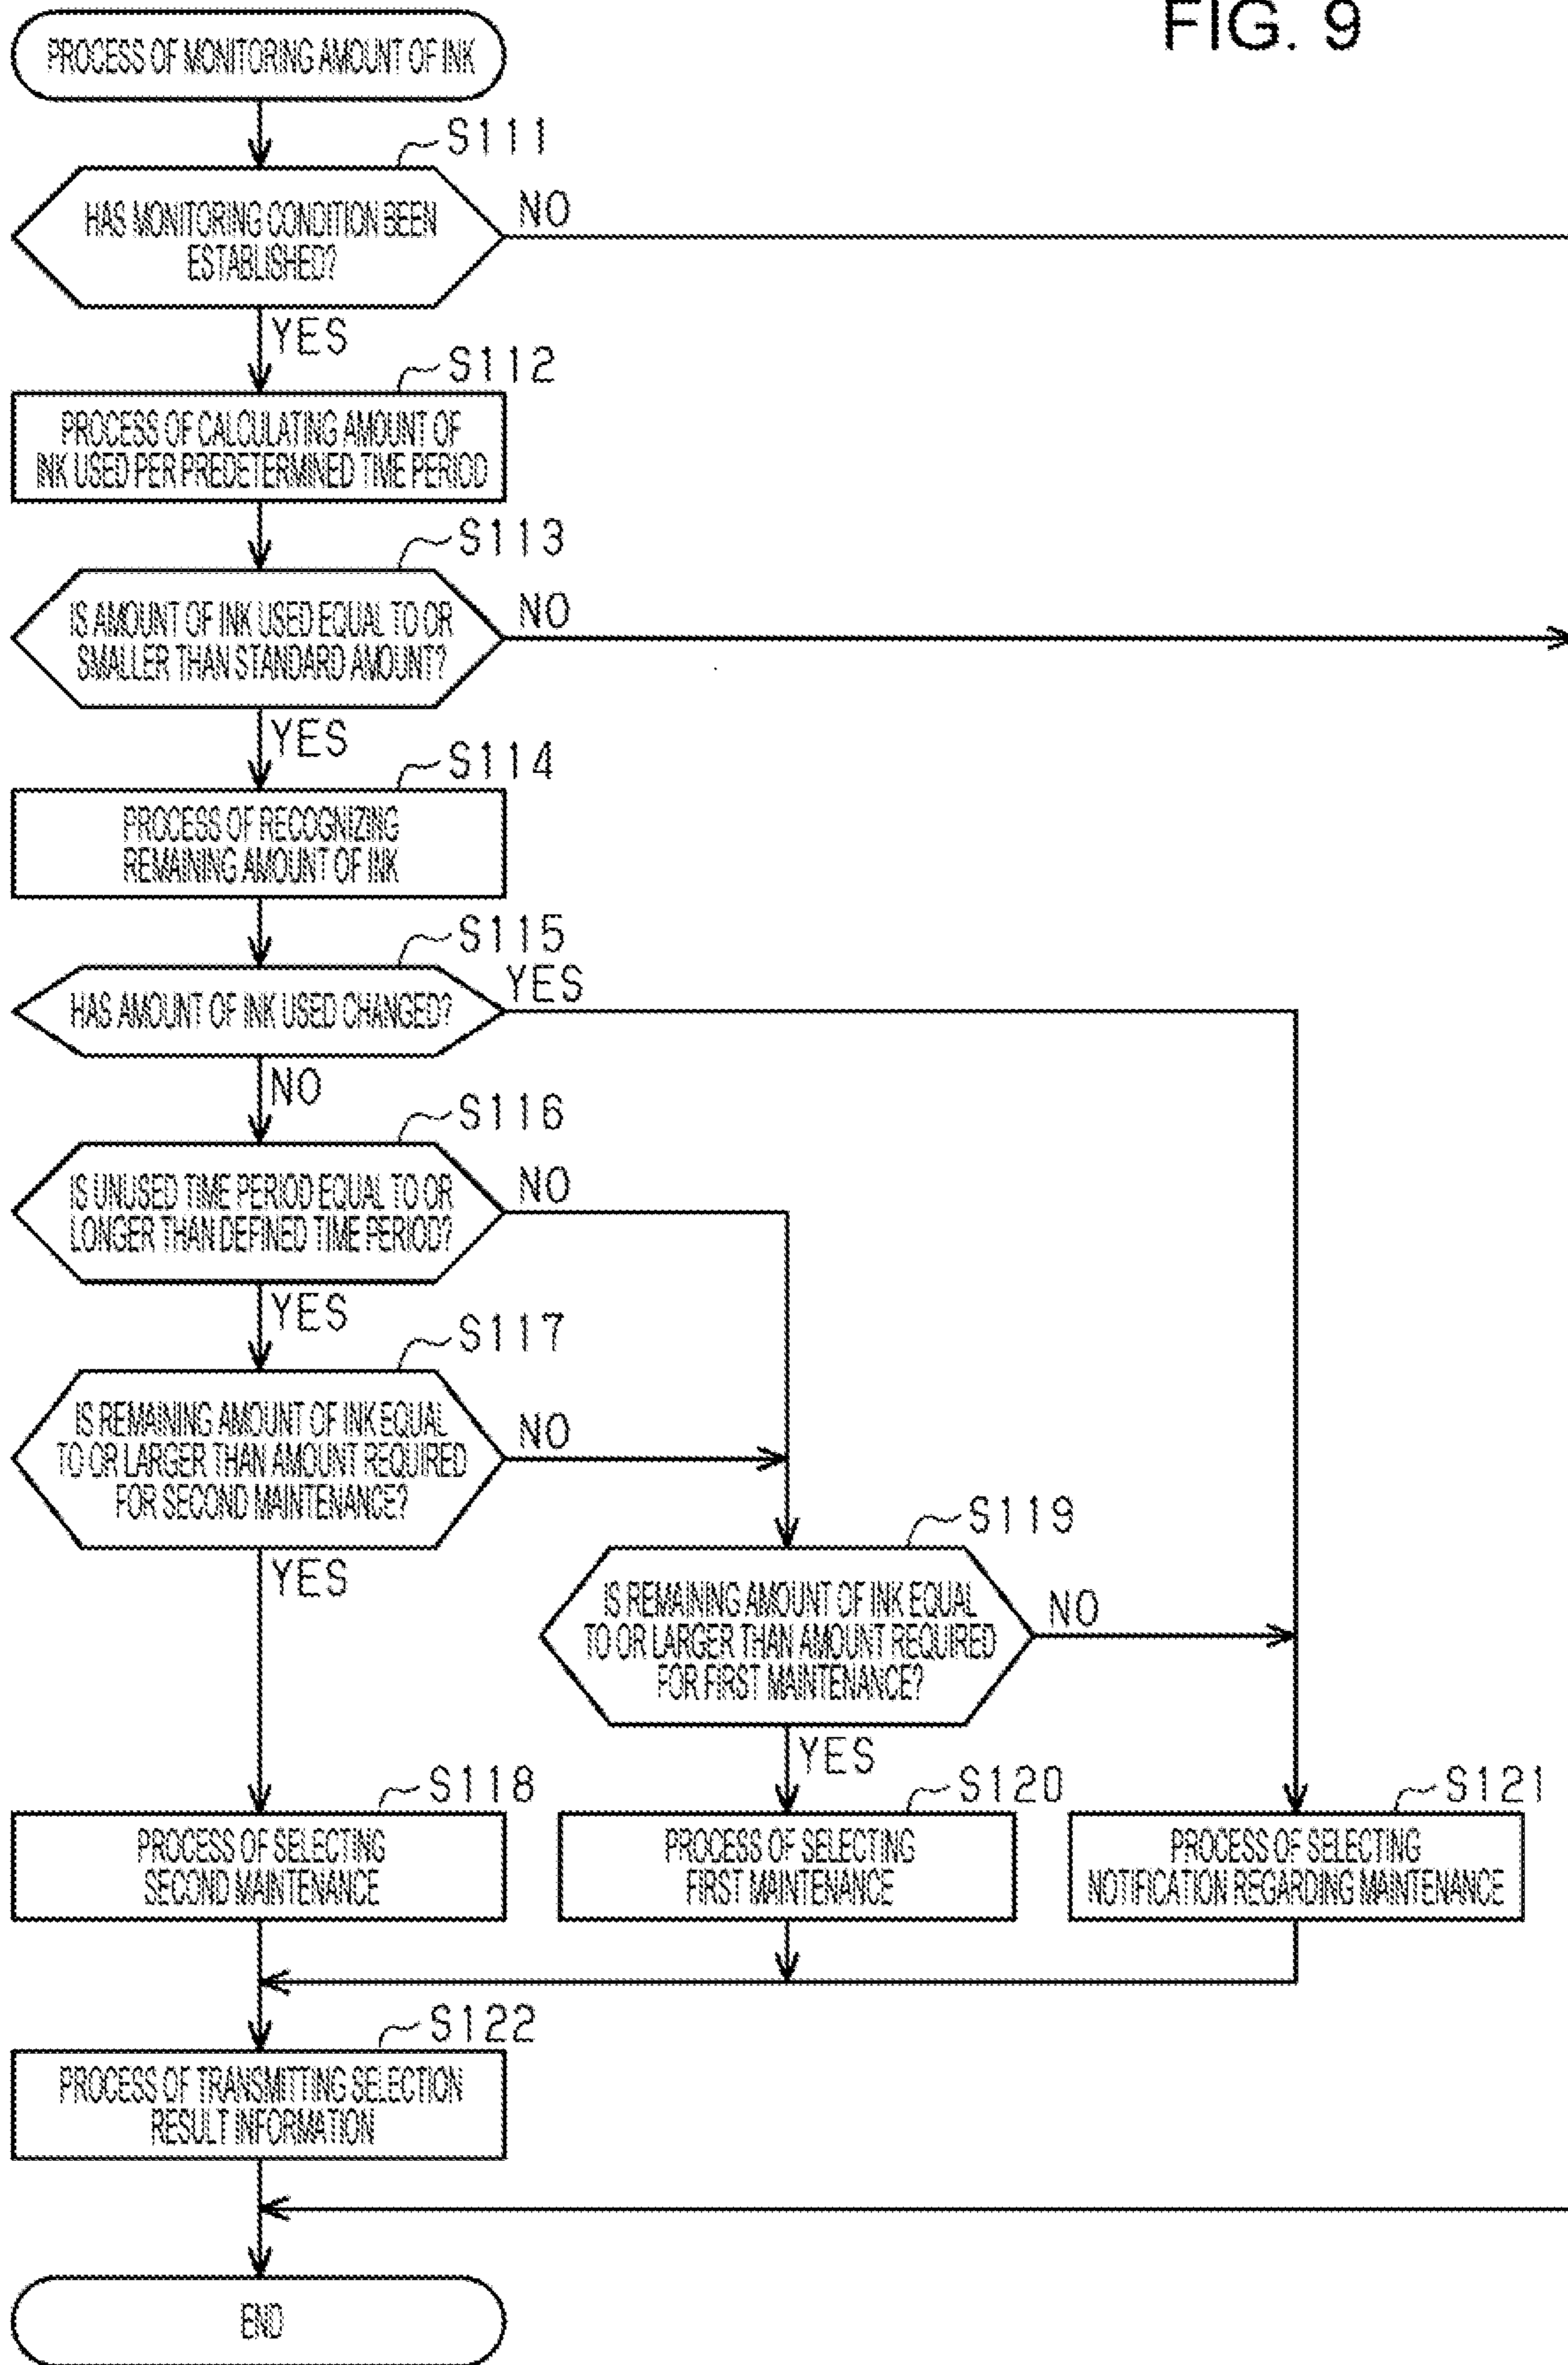 FIG. 9
PROCESS OF MONITORING AMOUNT OF INK
S111
HAS MONITORING CONDITION BEEN
ESTABLISHED?
NO
YES
S112
PROCESS OF CALCULATING AMOUNT OF
INK USED PER PREDETERMINED TIME PERIOD
S113
IS AMOUNT OF INK USED EQUAL TO OR
SMALLER THAN STANDARD AMOUNT?
NO
YES
S114
PROCESS OF RECOGNIZING
REMAINING AMOUNT OF INK
S115
HAS AMOUNT OF INK USED CHANGED?
YES
NO
S116
IS UNUSED TIME PERIOD EQUAL TO OR
LONGER THAN DEFINED TIME PERIOD?
NO
YES
S117
IS REMAINING AMOUNT OF INK EQUAL
TO OR LARGER THAN AMOUNT REQUIRED
FOR SECOND MAINTENANCE?
NO
YES
S119
IS REMAINING AMOUNT OF INK EQUAL
TO OR LARGER THAN AMOUNT REQUIRED
FOR FIRST MAINTENANCE?
NO
YES
S118
PROCESS OF SELECTING
SECOND MAINTENANCE
S120
PROCESS OF SELECTING
FIRST MAINTENANCE
S121
PROCESS OF SELECTING
NOTIFICATION REGARDING MAINTENANCE
S122
PROCESS OF TRANSMITTING SELECTION
RESULT INFORMATION
END